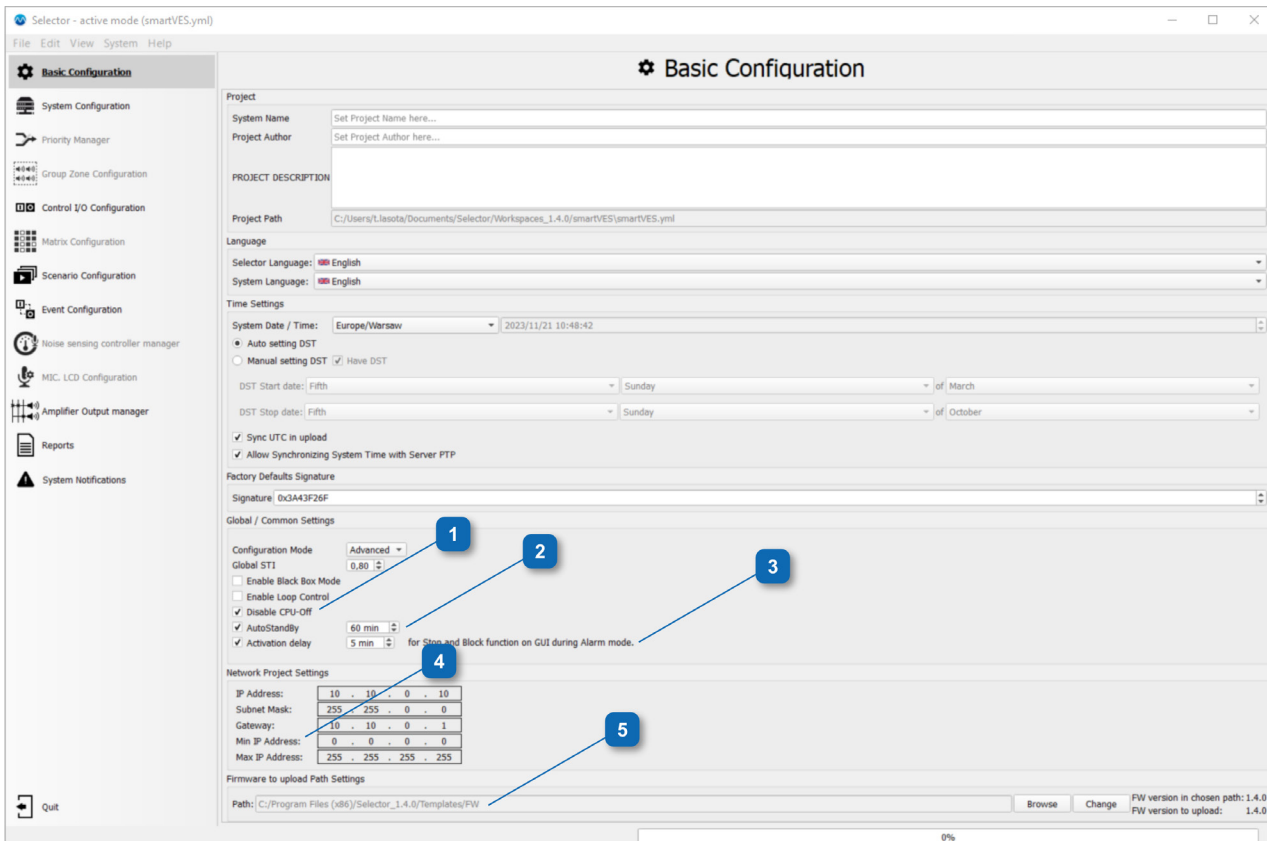 Selector - active mode (smartVES.yml)
File Edit View System Help
Basic Configuration
System Configuration
Priority Manager
Group Zone Configuration
Control I/O Configuration
Matrix Configuration
Scenario Configuration
Event Configuration
Noise sensing controller manager
MIC. LCD Configuration
Amplifier Output manager
Reports
System Notifications
Quit
Basic Configuration
Project
System Name Set Project Name here...
Project Author Set Project Author here...
PROJECT DESCRIPTION
Project Path C:/Users/t.lasota/Documents/Selector/Workspaces_1.4.0/smartVES\smartVES.yml
Language
Selector Language: English
System Language: English
Time Settings
System Date / Time: Europe/Warsaw 2023/11/21 10:48:42
Auto setting DST
Manual setting DST Have DST
DST Start date: Fifth Sunday of March
DST Stop date: Fifth Sunday of October
Sync UTC in upload
Allow Synchronizing System Time with Server PTP
Factory Defaults Signature
Signature 0x3A43F26F
Global / Common Settings
1
2
3
Configuration Mode Advanced
Global STI 0,80
Enable Black Box Mode
Enable Loop Control
Disable CPU-Off
AutoStandBy 60 min
Activation delay 5 min for Stop and Block function on GUI during Alarm mode.
4
Network Project Settings
IP Address: 10 . 10 . 0 . 10
Subnet Mask: 255 . 255 . 0 . 0
Gateway: 10 . 10 . 0 . 1
Min IP Address: 0 . 0 . 0 . 0
Max IP Address: 255 . 255 . 255 . 255
5
Firmware to upload Path Settings
Path: C:/Program Files (x86)/Selector_1.4.0/Templates/FW Browse Change
FW version in chosen path: 1.4.0
FW version to upload: 1.4.0
0%